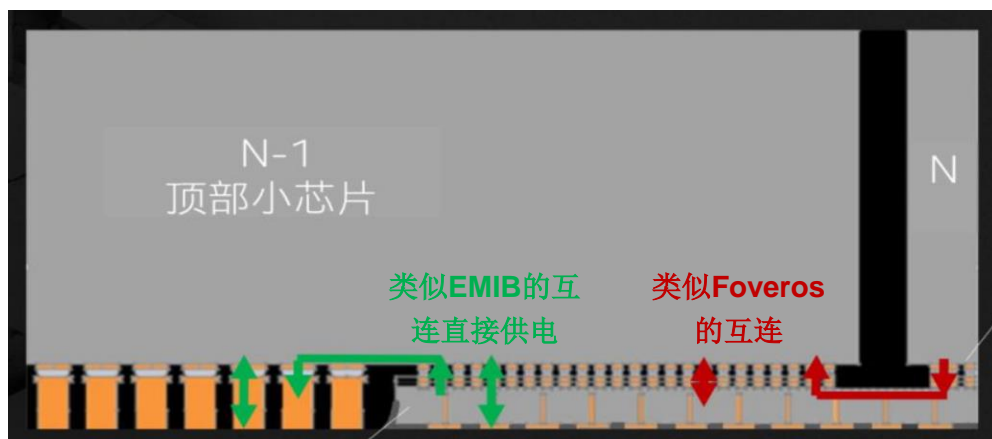 N-1
顶部小芯片
N
类似EMIB的互
连直接供电
类似Foveros
的互连